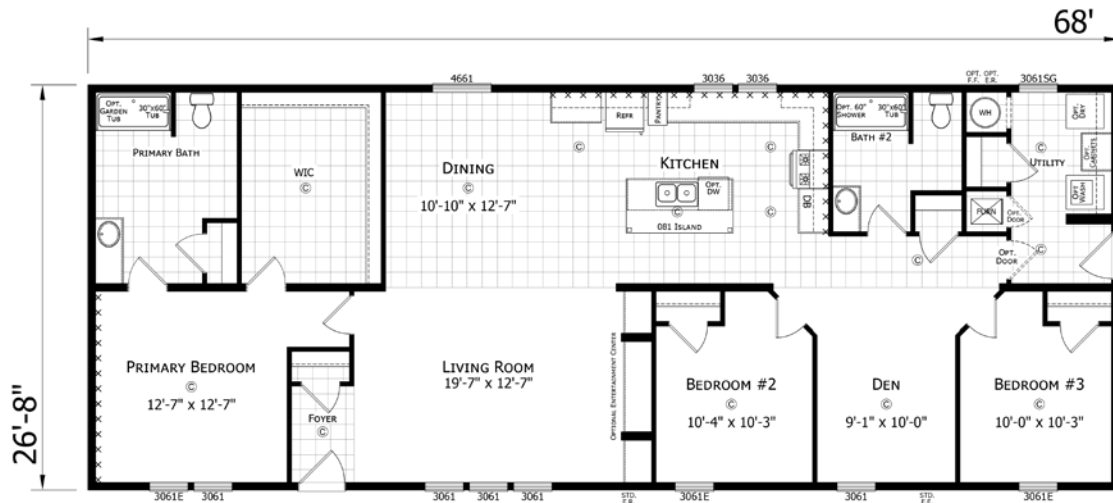 68'
26'-8"
4661
3036
3036
OPT. OPT.
F.F. E.R.
3061SG
OPT.
GARDEN
TUB
30"x60"
TUB
PRIMARY BATH
WIC
©
DINING
©
10'-10" x 12'-7"
REFR
PANTRY
©
©
KITCHEN
OPT.
DW
©
©
081 ISLAND
DB
OPT. 60"
SHOWER
30"x60"
TUB
BATH #2
WH
OPT.
DRY
©
UTILITY
OPT.
CABINETS
OPT
WASH
FURN
OPT.
DOOR
©
OPT.
DOOR
©
PRIMARY BEDROOM
©
12'-7" x 12'-7"
FOYER
©
LIVING ROOM
19'-7" x 12'-7"
OPTIONAL ENTERTAINMENT CENTER
BEDROOM #2
©
10'-4" x 10'-3"
DEN
©
9'-1" x 10'-0"
BEDROOM #3
©
10'-0" x 10'-3"
3061E
3061
3061
3061
3061
STD.
E.R.
3061E
3061
STD.
F.F.
3061E